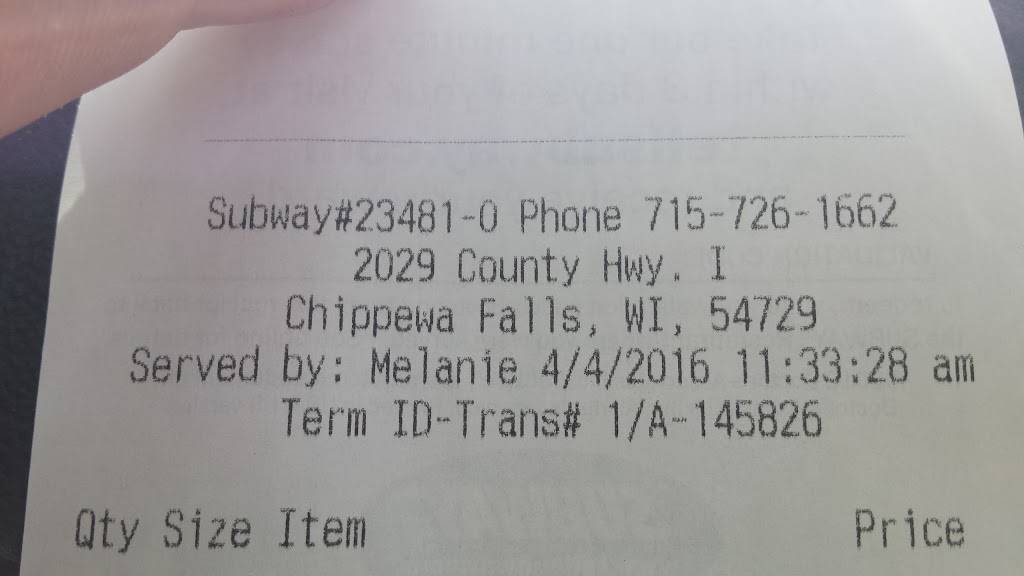 Subway#23481-0 Phone 715-726-1662
2029 County Hwy. I
Chippewa Falls, WI, 54729
Served by: Melanie 4/4/2016 11:33:28 am
Term ID-Trans# 1/A-145826
Qty Size Item Price